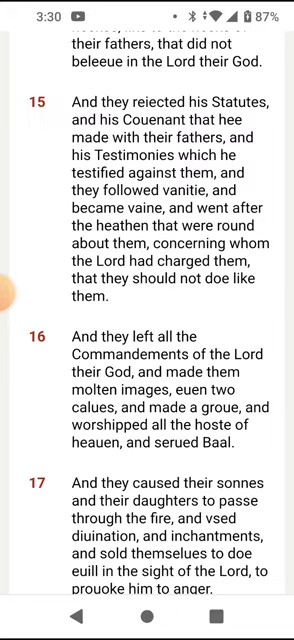 3:30 87%
their fathers, that did not
beleeue in the Lord their God.
15 And they reiected his Statutes,
and his Couenant that hee
made with their fathers, and
his Testimonies which he
testified against them, and
they followed vanitie, and
became vaine, and went after
the heathen that were round
about them, concerning whom
the Lord had charged them,
that they should not doe like
them.
16 And they left all the
Commandements of the Lord
their God, and made them
molten images, euen two
calues, and made a groue, and
worshipped all the hoste of
heauen, and serued Baal.
17 And they caused their sonnes
and their daughters to passe
through the fire, and vsed
diuination, and inchantments,
and sold themselues to doe
euill in the sight of the Lord, to
prouoke him to anger.